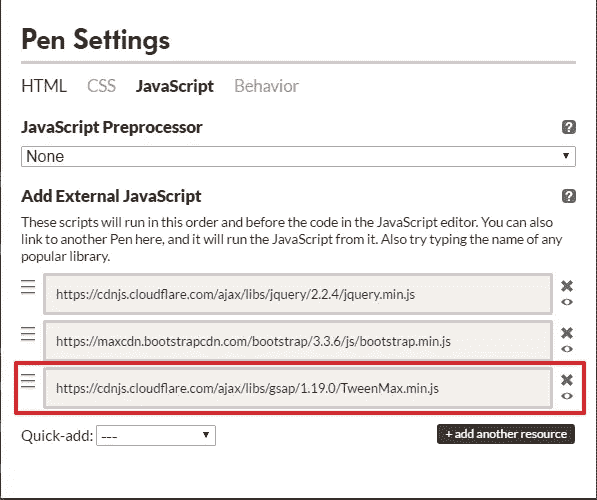 Pen Settings
HTML CSS JavaScript Behavior
JavaScript Preprocessor ?
None
Add External JavaScript ?
These scripts will run in this order and before the code in the JavaScript editor. You can also
link to another Pen here, and it will run the JavaScript from it. Also try typing the name of any
popular library.
https://cdnjs.cloudflare.com/ajax/libs/jquery/2.2.4/jquery.min.js
https://maxcdn.bootstrapcdn.com/bootstrap/3.3.6/js/bootstrap.min.js
https://cdnjs.cloudflare.com/ajax/libs/gsap/1.19.0/TweenMax.min.js
Quick-add: --- + add another resource